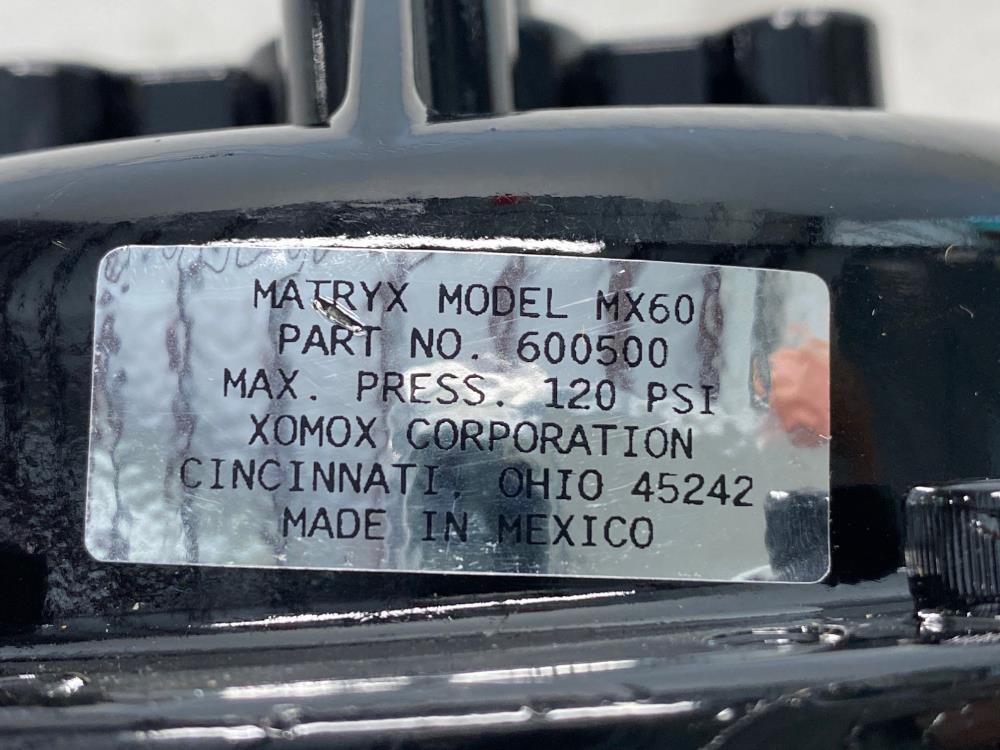 MATRYX MODEL MX60
PART NO. 600500
MAX. PRESS. 120 PSI
XOMOX CORPORATION
CINCINNATI, OHIO 45242
MADE IN MEXICO